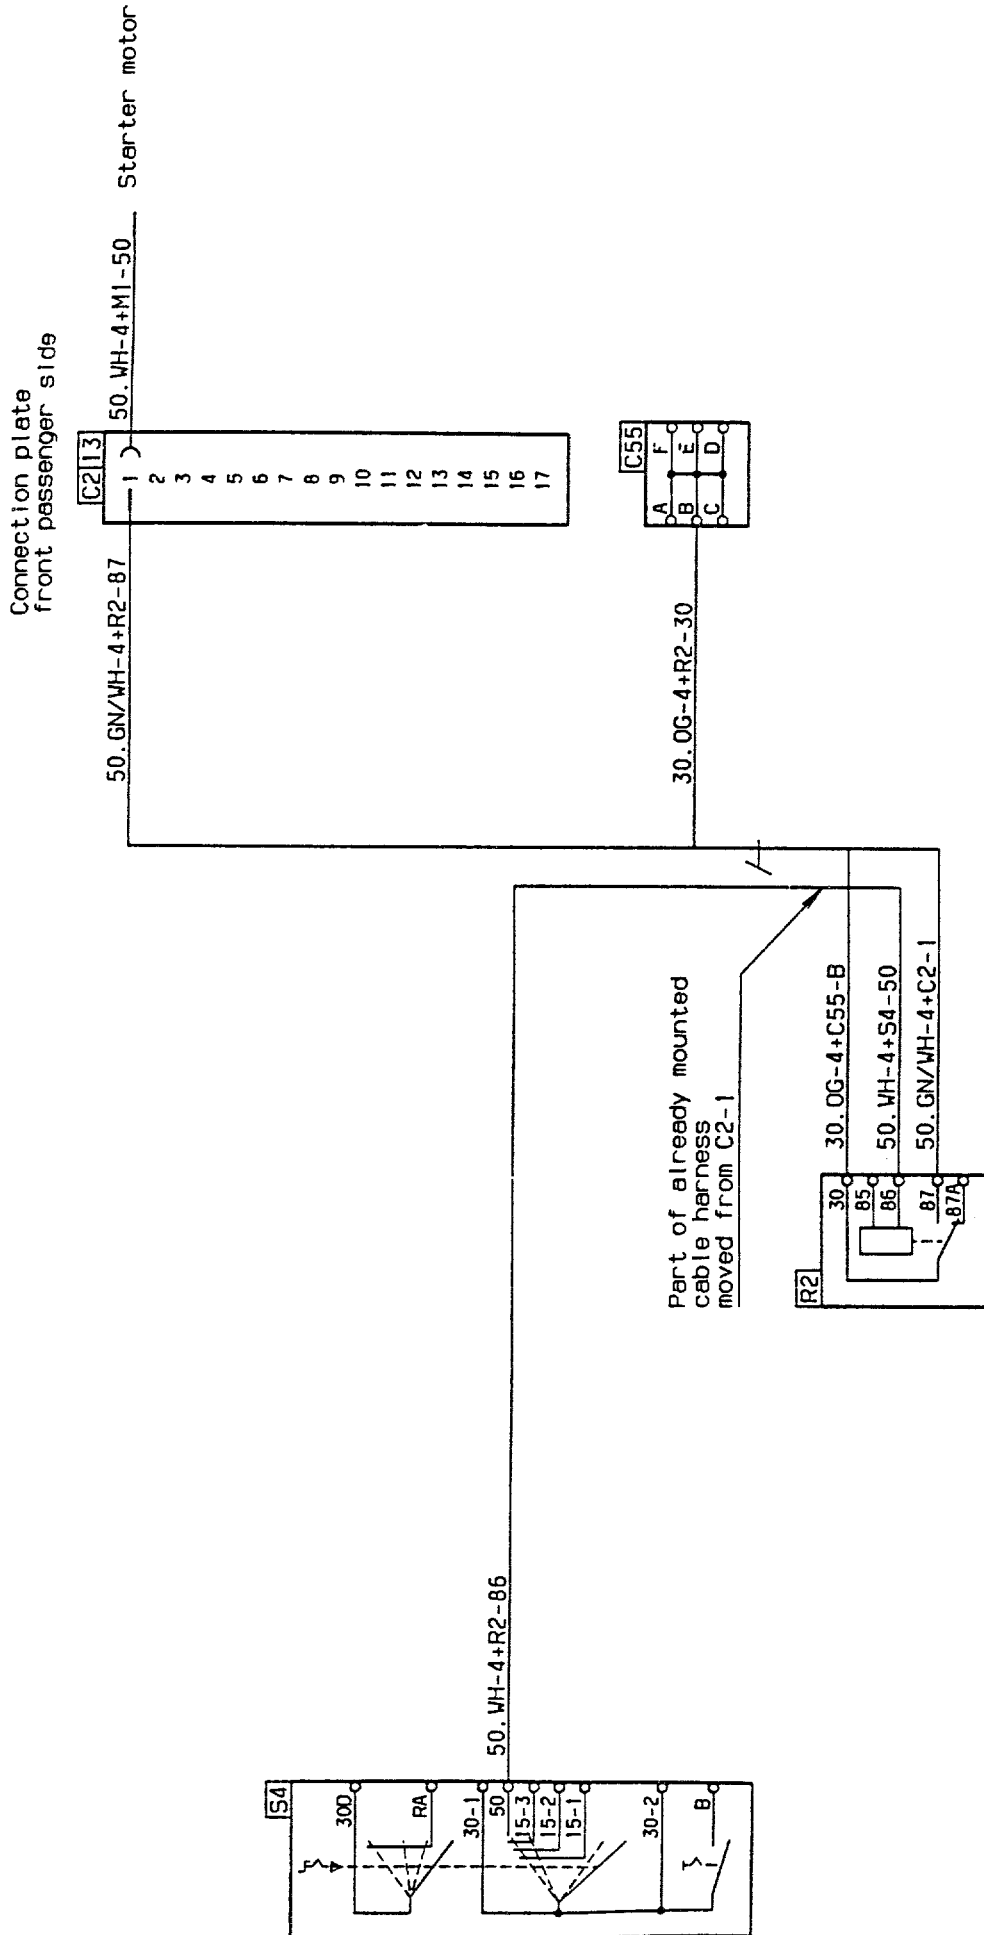 Connection plate
front passenger side
C2 13
50.GN/WH-4+R2-87
50.WH-4+M1-50
Starter motor
1
2
3
4
5
6
7
8
9
10
11
12
13
14
15
16
17
C55
A F
B E
C D
30.OG-4+R2-30
Part of already mounted
cable harness
moved from C2-1
30.OG-4+C55-B
50.WH-4+S4-50
50.GN/WH-4+C2-1
R2
30
85
86
87
87A
50.WH-4+R2-86
S4
30D
RA
30-1
50
15-3
15-2
15-1
30-2
B